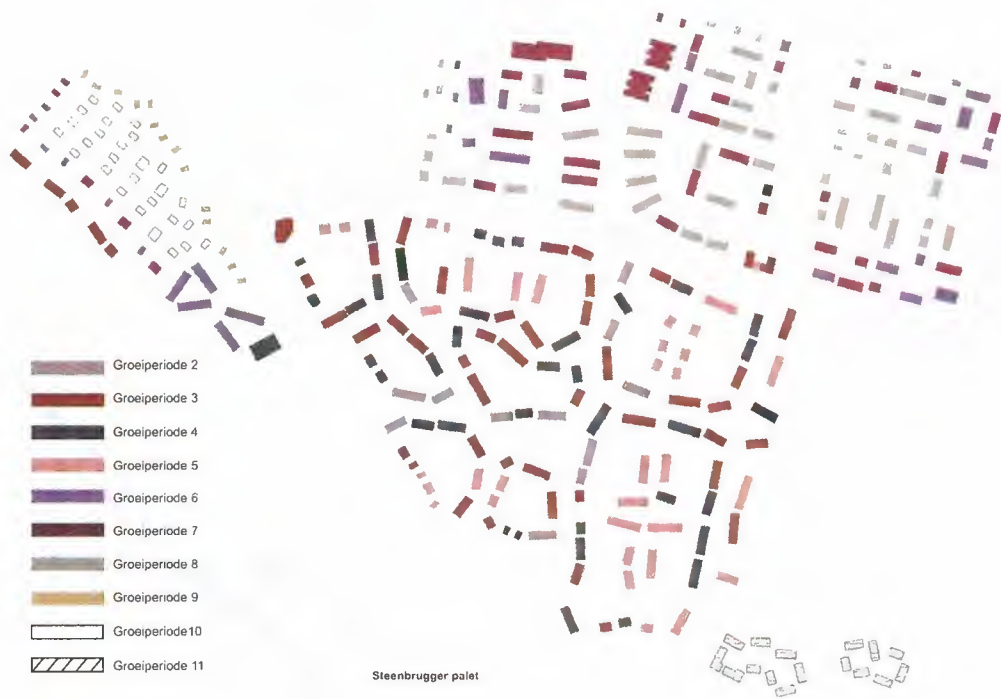 Groeiperiode 2
Groeiperiode 3
Groeiperiode 4
Groeiperiode 5
Groeiperiode 6
Groeiperiode 7
Groeiperiode 8
Groeiperiode 9
Groeiperiode10
Groeiperiode 11
Steenbrugger palet